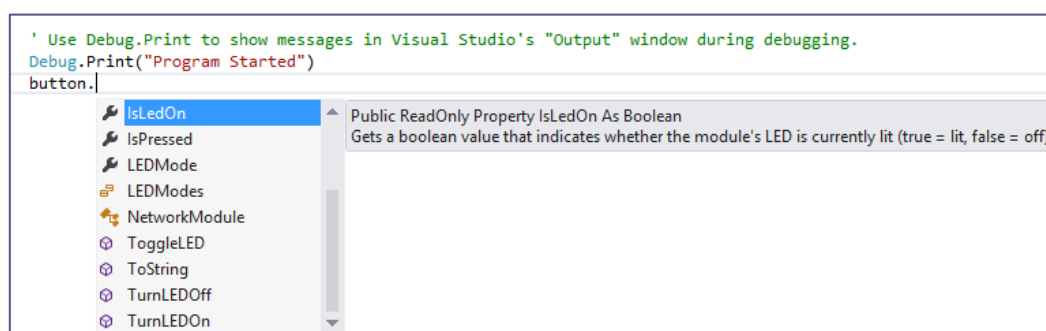 ' Use Debug.Print to show messages in Visual Studio's "Output" window during debugging.
Debug.Print("Program Started")
button.
IsLedOn
IsPressed
LEDMode
LEDModes
NetworkModule
ToggleLED
ToString
TurnLEDOff
TurnLEDOn
Public ReadOnly Property IsLedOn As Boolean
Gets a boolean value that indicates whether the module's LED is currently lit (true = lit, false = off)